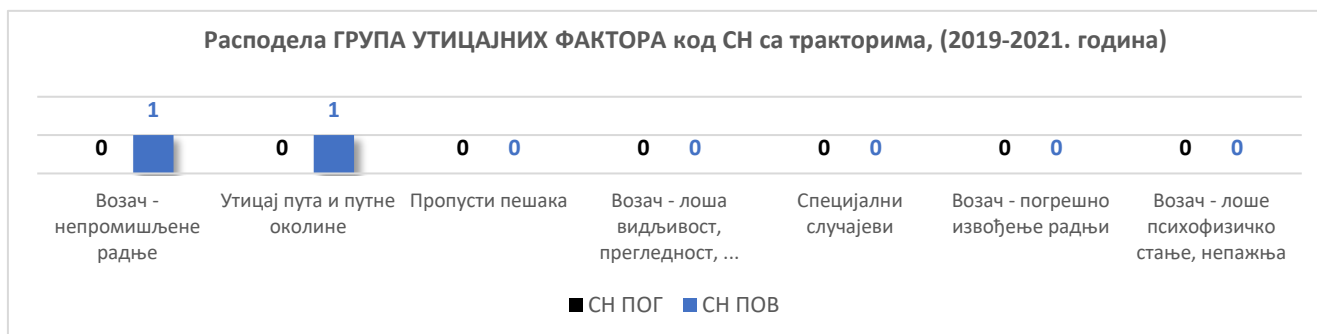 Расподела ГРУПА УТИЦАЈНИХ ФАКТОРА код СН са тракторима, (2019-2021. година)
1 1
0 0 0 0 0 0 0 0 0 0 0 0
Возач - непромишљене радње
Утицај пута и путне околине
Пропусти пешака
Возач - лоша видљивост, прегледност, ...
Специјални случајеви
Возач - погрешно извођење радњи
Возач - лоше психофизичко стање, непажња
СН ПОГ СН ПОВ